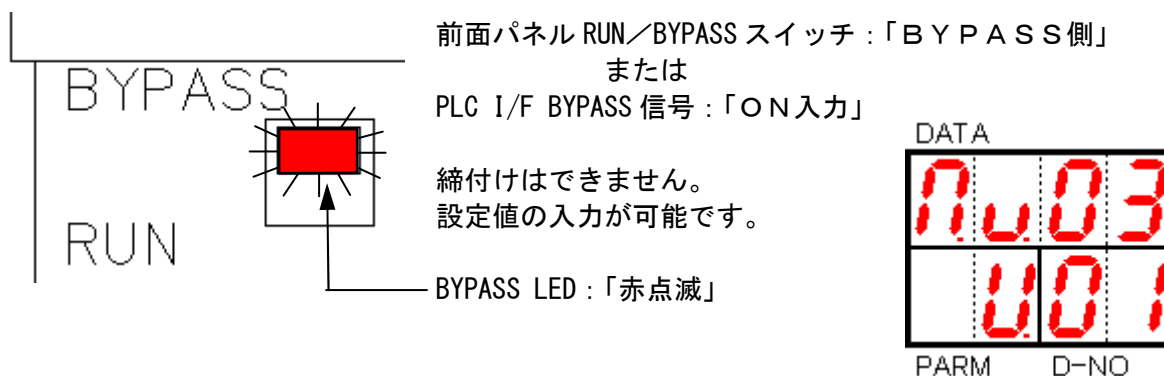 前面パネル RUN／BYPASS スイッチ：「ＢＹＰＡＳＳ側」
または
PLC I/F BYPASS 信号：「ＯＮ入力」
BYPASS
締付けはできません。
設定値の入力が可能です。
RUN
BYPASS LED：「赤点滅」
DATA
U.01
PARM D-NO